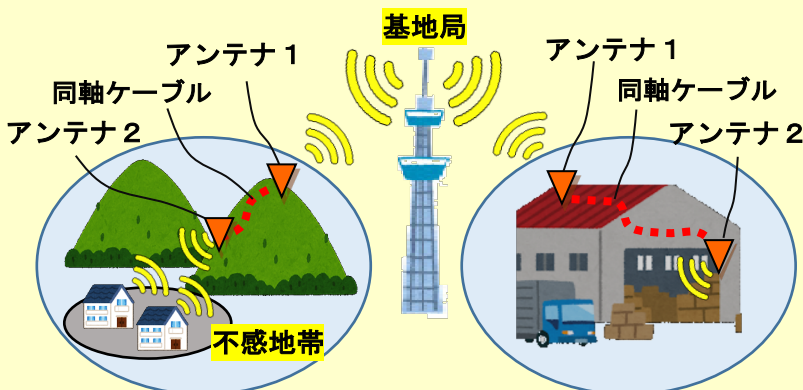 基地局
アンテナ１
同軸ケーブル
アンテナ２
アンテナ１
同軸ケーブル
アンテナ２
不感地帯